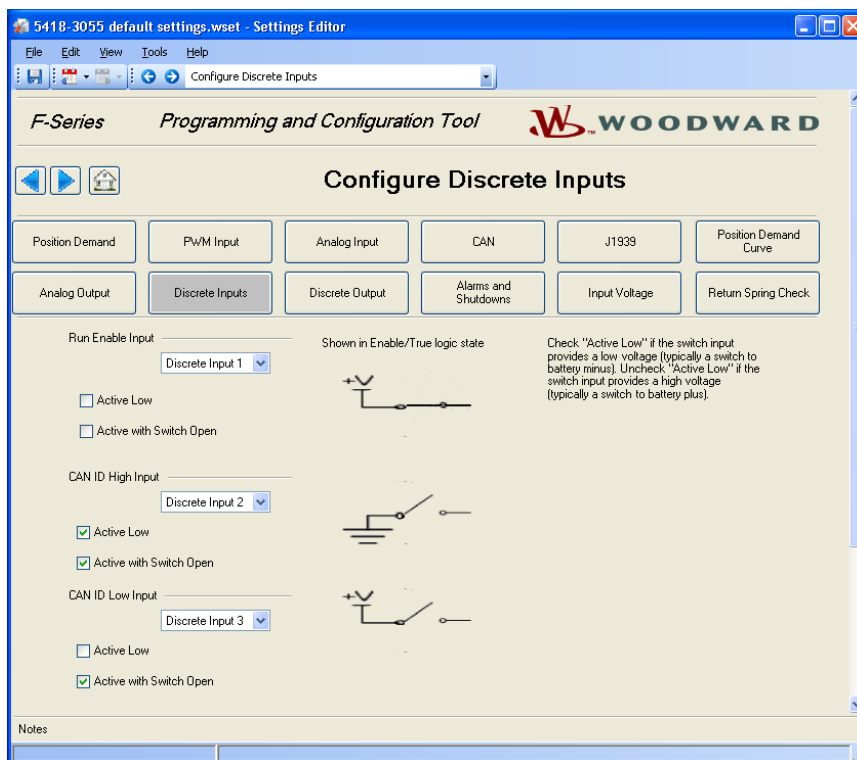 5418-3055 default settings.wset - Settings Editor
File Edit View Tools Help
Configure Discrete Inputs
F-Series Programming and Configuration Tool WOODWARD
Configure Discrete Inputs
Position Demand
PWM Input
Analog Input
CAN
J1939
Position Demand
Curve
Analog Output
Discrete Inputs
Discrete Output
Alarms and
Shutdowns
Input Voltage
Return Spring Check
Run Enable Input
Discrete Input 1
Active Low
Active with Switch Open
Shown in Enable/True logic state
+V
Check "Active Low" if the switch input
provides a low voltage (typically a switch to
battery minus). Uncheck "Active Low" if the
switch input provides a high voltage
(typically a switch to battery plus).
CAN ID High Input
Discrete Input 2
Active Low
Active with Switch Open
CAN ID Low Input
Discrete Input 3
Active Low
Active with Switch Open
+V
Notes